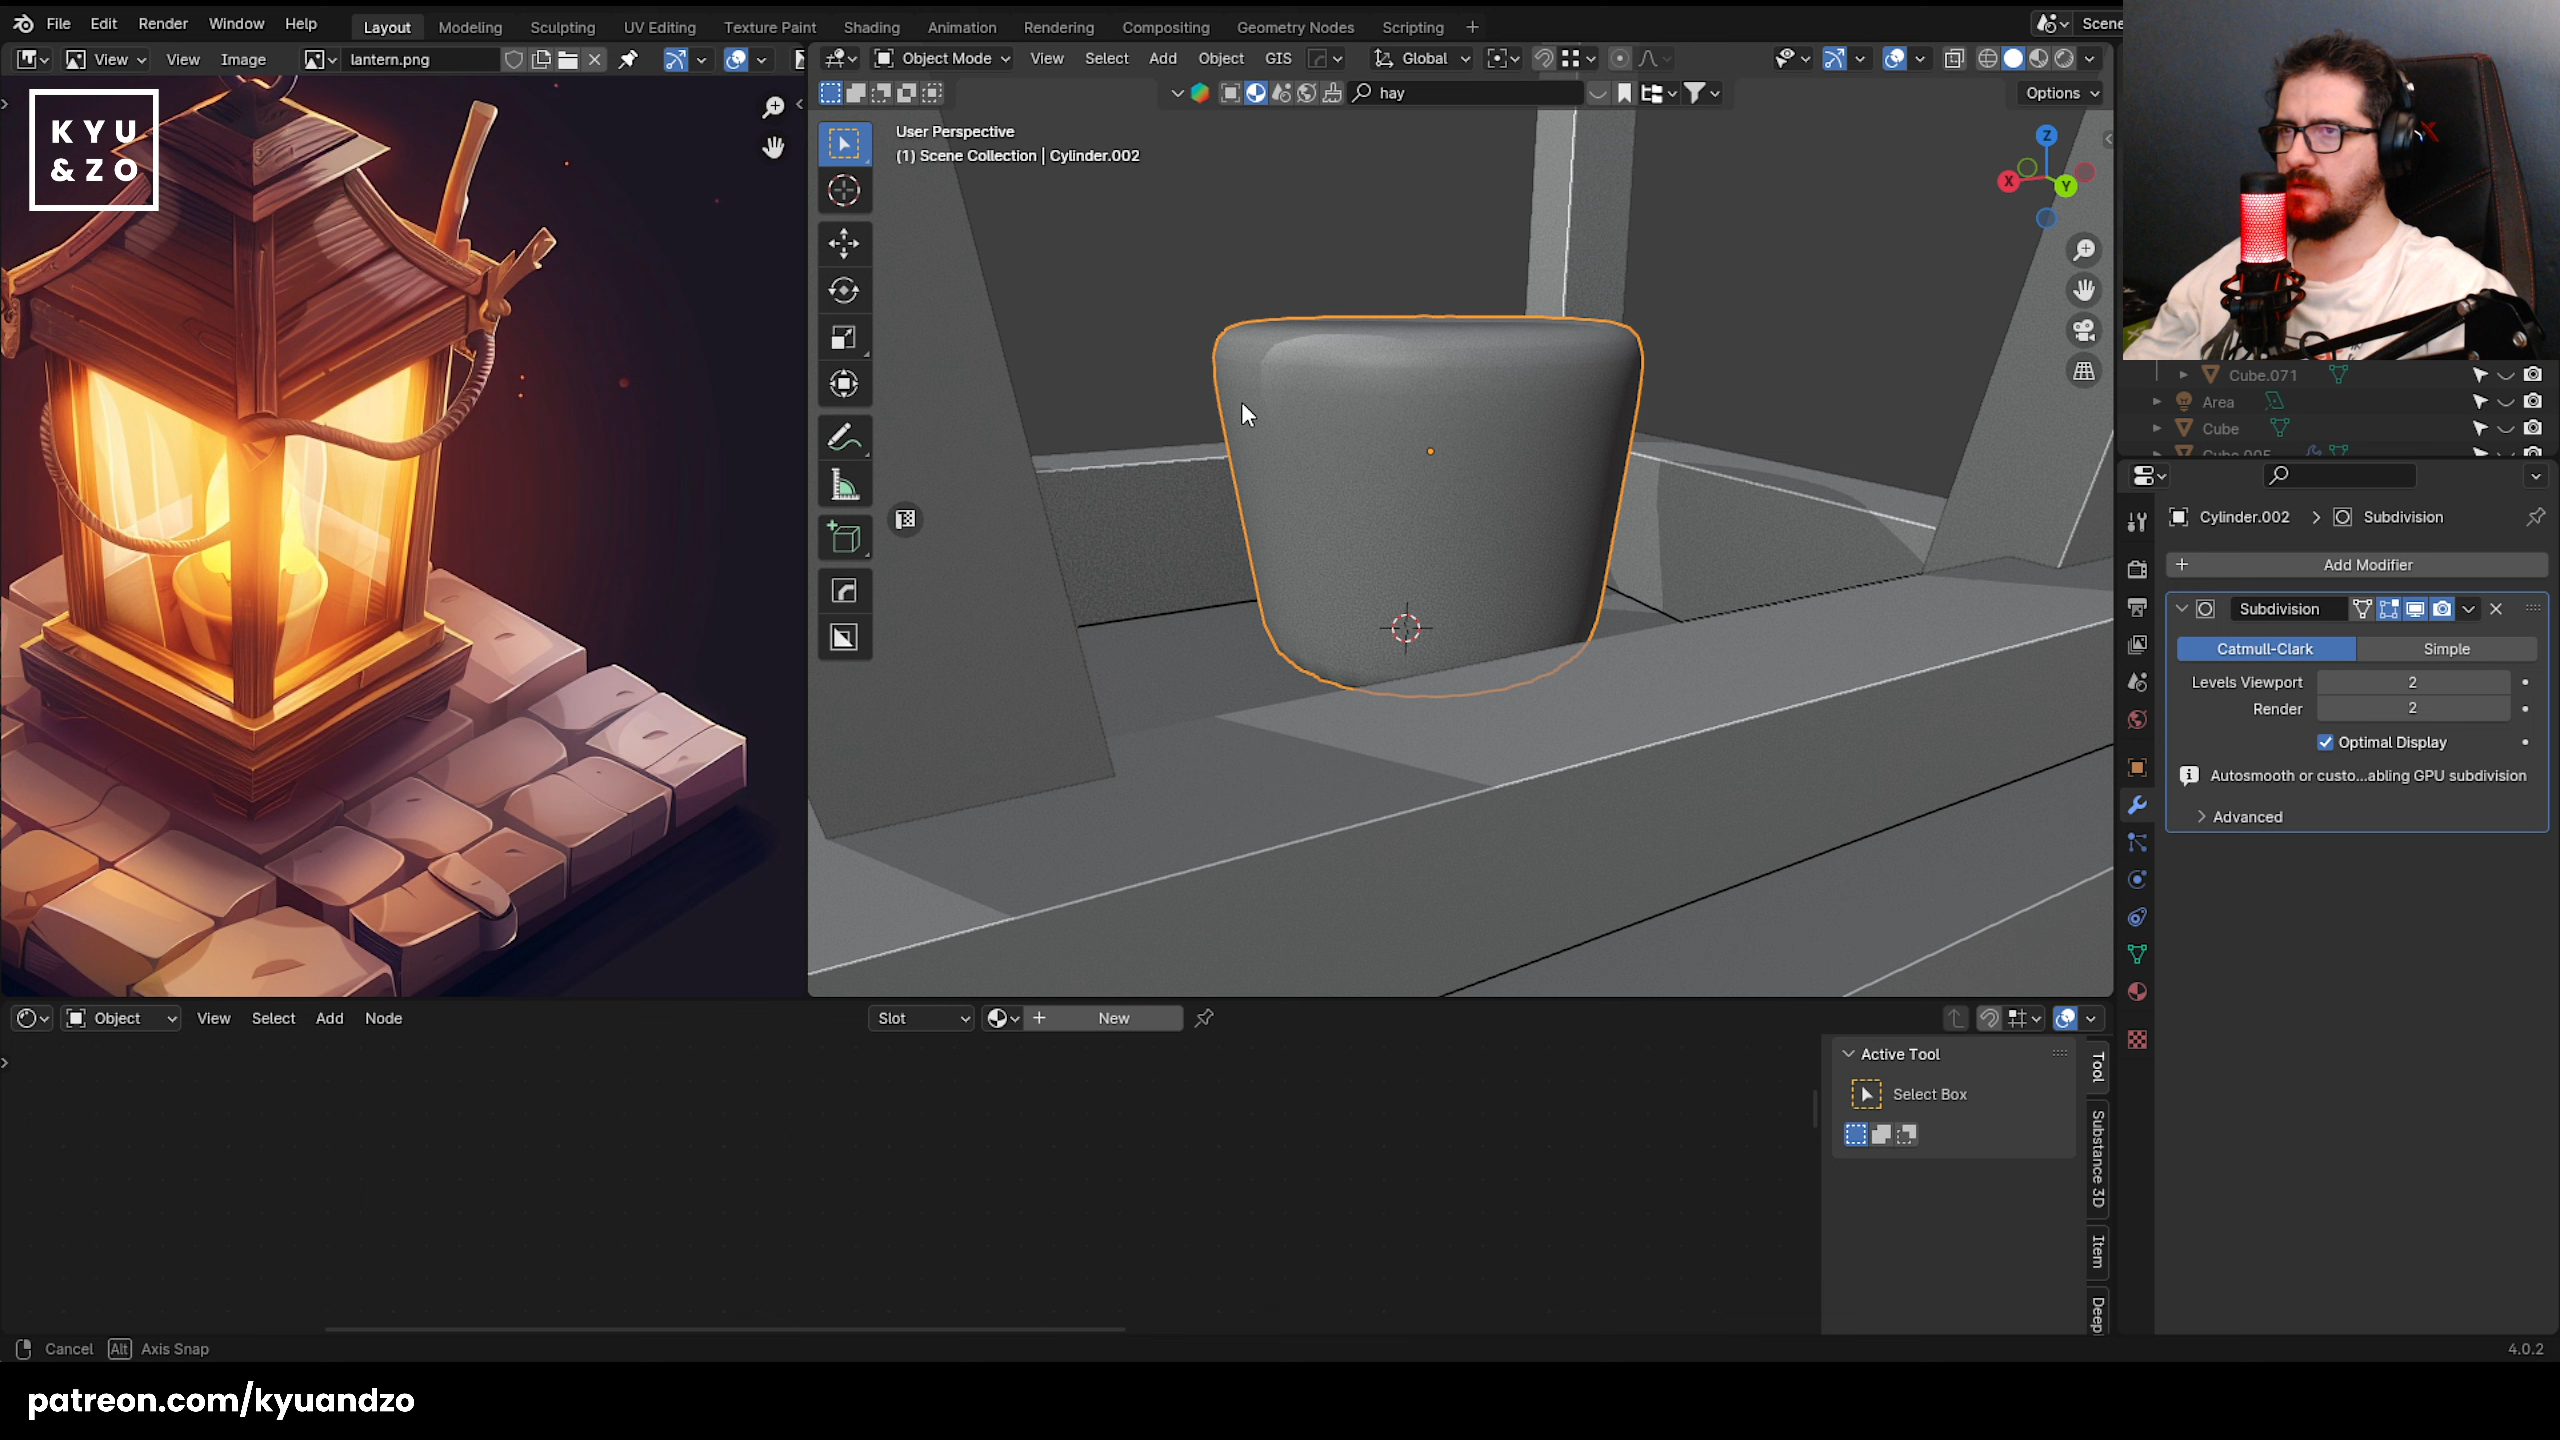 File Edit Render Window Help Layout Modeling Sculpting UV Editing Texture Paint Shading Animation Rendering Compositing Geometry Nodes Scripting + Scene
View View Image lantern.png Object Mode View Select Add Object GIS Global
hay Options
KYU
&ZO
User Perspective
(1) Scene Collection | Cylinder.002
Z
X
Y
Cube.071
Area
Cube
Cylinder.002 > Subdivision
+ Add Modifier
Subdivision
Catmull-Clark Simple
Levels Viewport 2
Render 2
Optimal Display
Autosmooth or custo...abling GPU subdivision
Advanced
Object View Select Add Node Slot + New
Active Tool
Select Box
Tool
Substance 3D
Item
Deep
Cancel Alt Axis Snap
4.0.2
patreon.com/kyuandzo